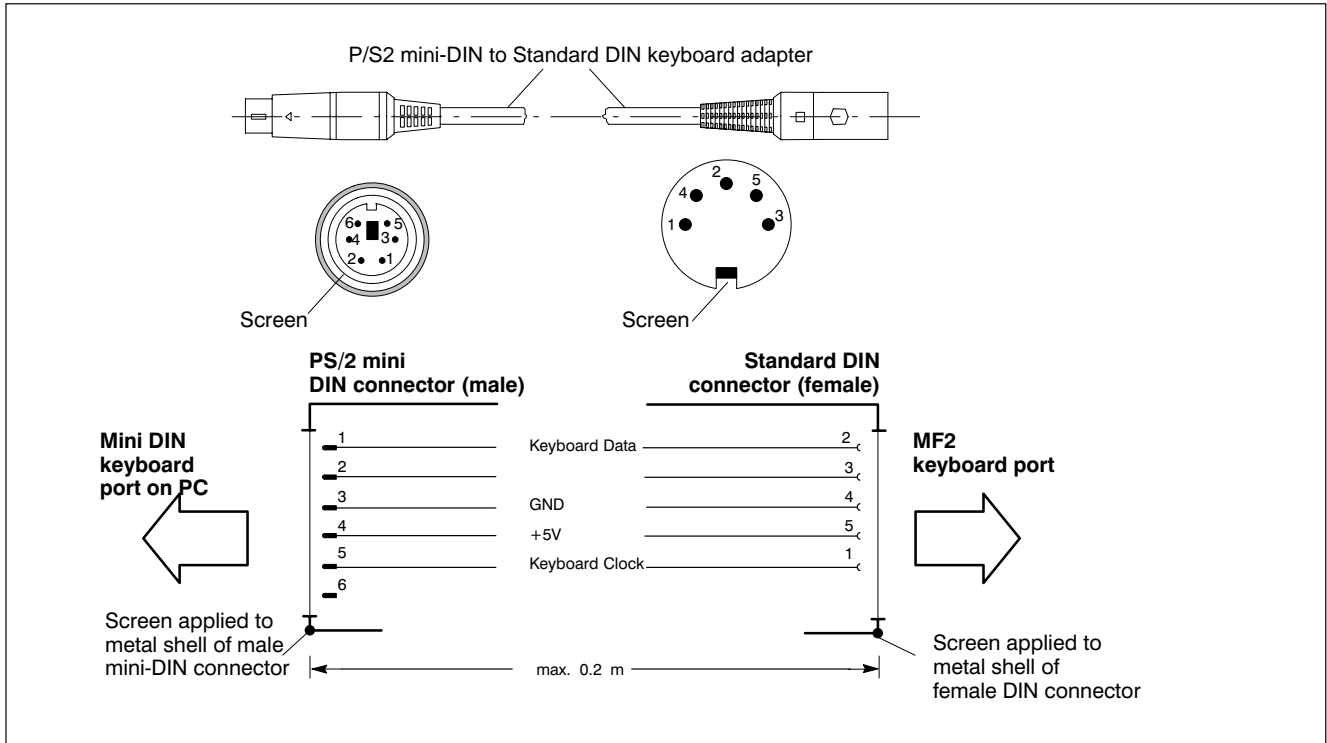 P/S2 mini-DIN to Standard DIN keyboard adapter
2
4
5
1
3
6
5
4
3
2
1
Screen
Screen
PS/2 mini
DIN connector (male)
Standard DIN
connector (female)
Mini DIN
keyboard
port on PC
MF2
keyboard port
1
Keyboard Data
2
2
3
3
GND
4
4
+5V
5
5
Keyboard Clock
1
6
Screen applied to
metal shell of male
mini-DIN connector
max. 0.2 m
Screen applied to
metal shell of
female DIN connector